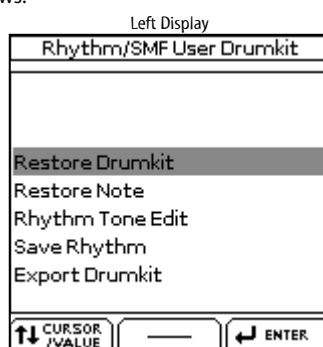 ws.
Left Display
Rhythm/SMF User Drumkit
Restore Drumkit
Restore Note
Rhythm Tone Edit
Save Rhythm
Export Drumkit
CURSOR
/VALUE
ENTER